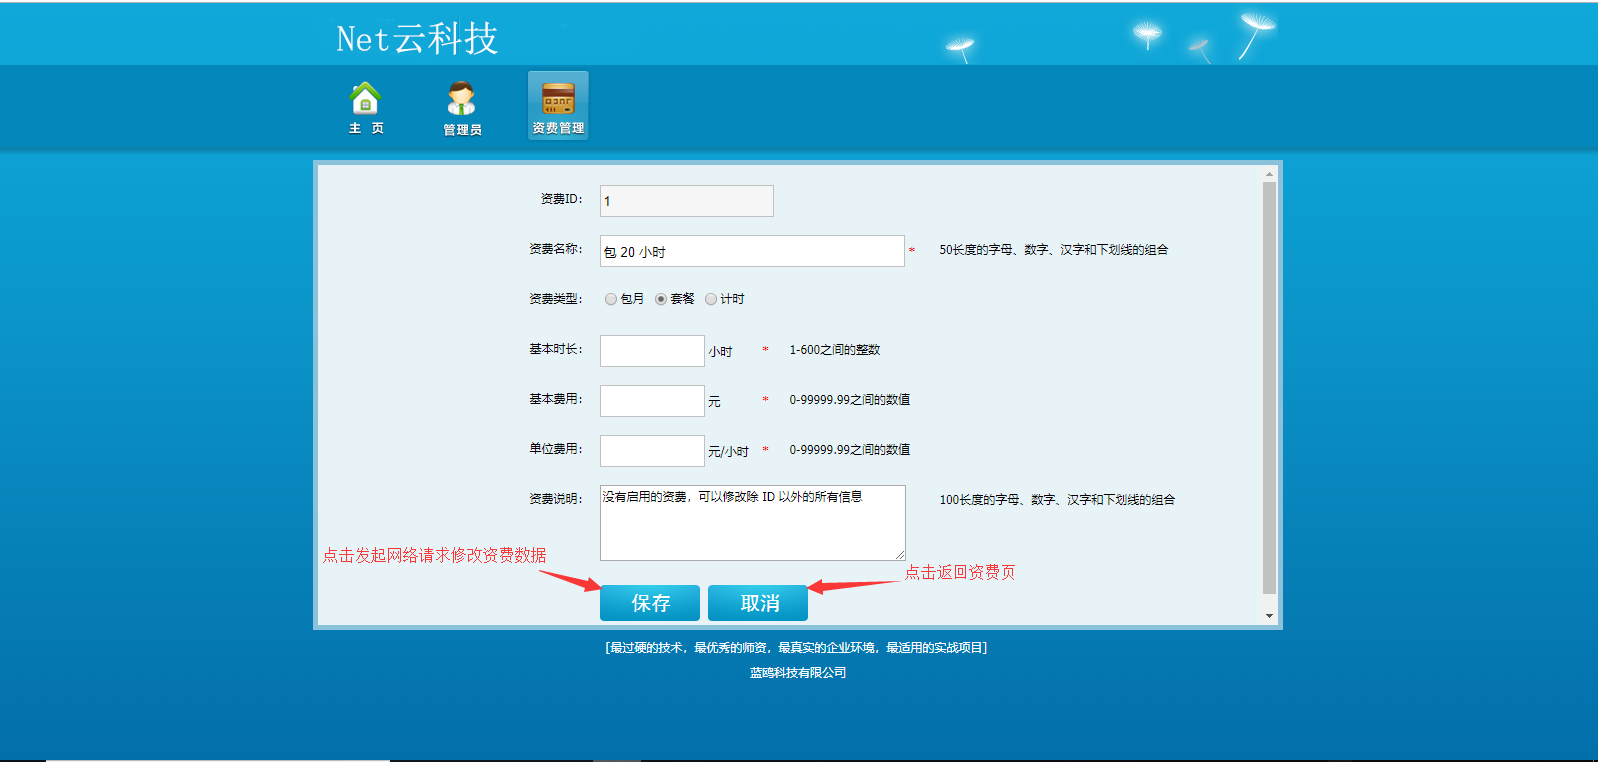 Net云科技
主 页
管理员
资费管理
资费ID：
1
资费名称：
包 20 小时
*
50长度的字母、数字、汉字和下划线的组合
资费类型：
包月
套餐
计时
基本时长：
小时
*
1-600之间的整数
基本费用：
元
*
0-99999.99之间的数值
单位费用：
元/小时
*
0-99999.99之间的数值
资费说明：
没有启用的资费，可以修改除 ID 以外的所有信息
100长度的字母、数字、汉字和下划线的组合
点击发起网络请求修改资费数据
点击返回资费页
保存
取消
[最过硬的技术，最优秀的师资，最真实的企业环境，最适用的实战项目]
蓝鸥科技有限公司